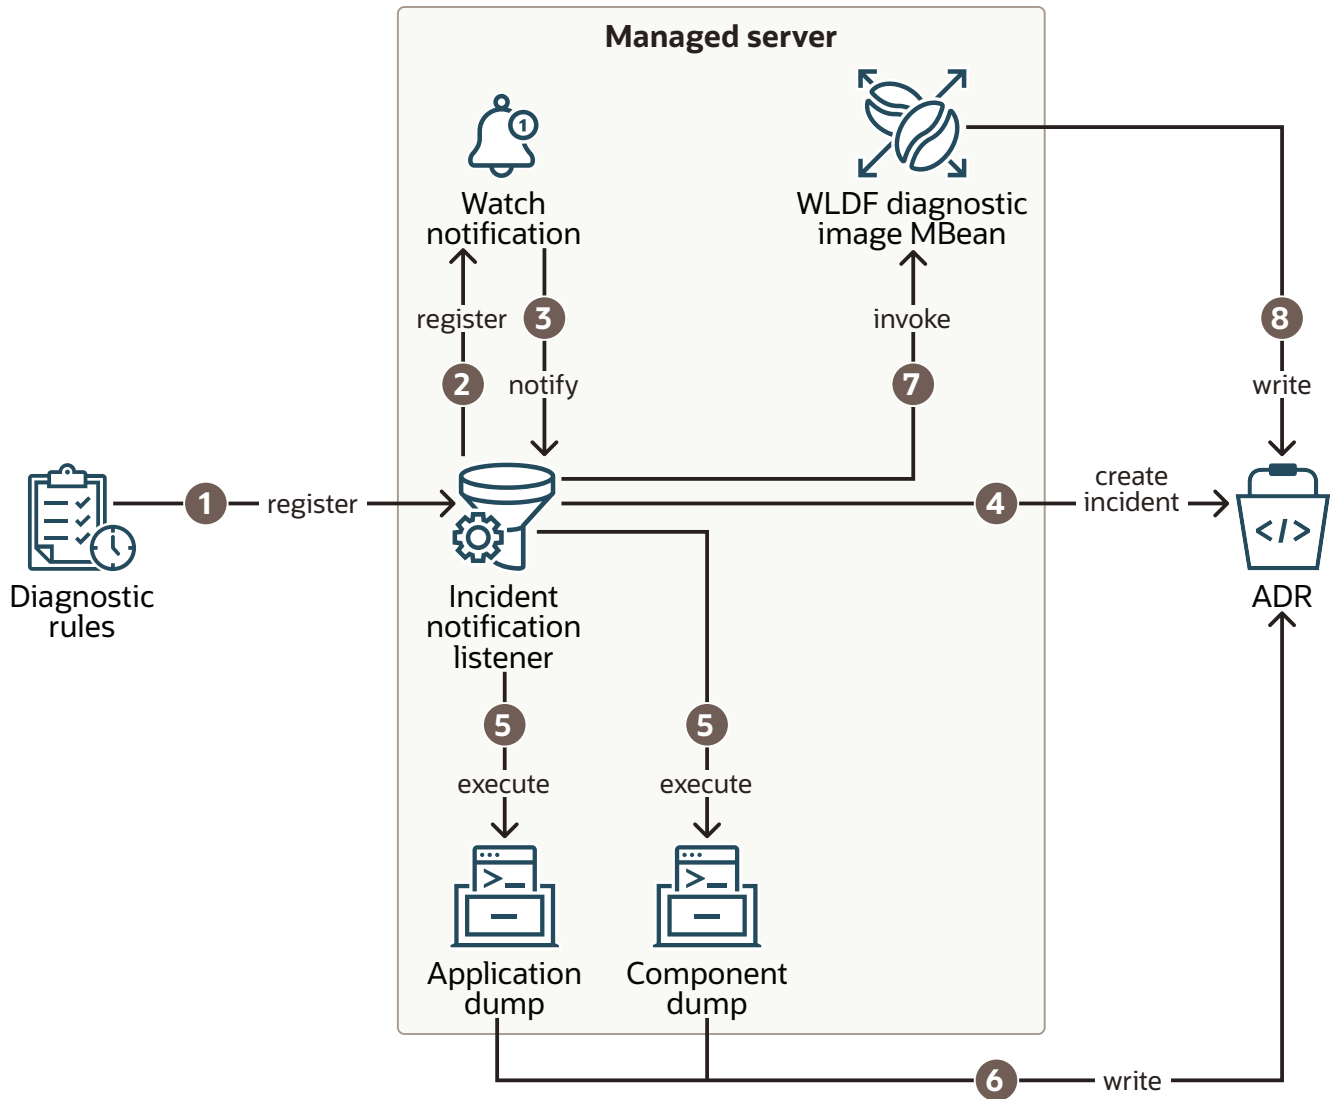 Managed server
1
Watch
notification
WLDF diagnostic
image MBean
register
3
invoke
8
2
notify
7
write
1
register
4
create
incident
</>
Diagnostic
rules
Incident
notification
listener
ADR
5
5
execute
execute
>_
>_
Application
dump
Component
dump
6
write